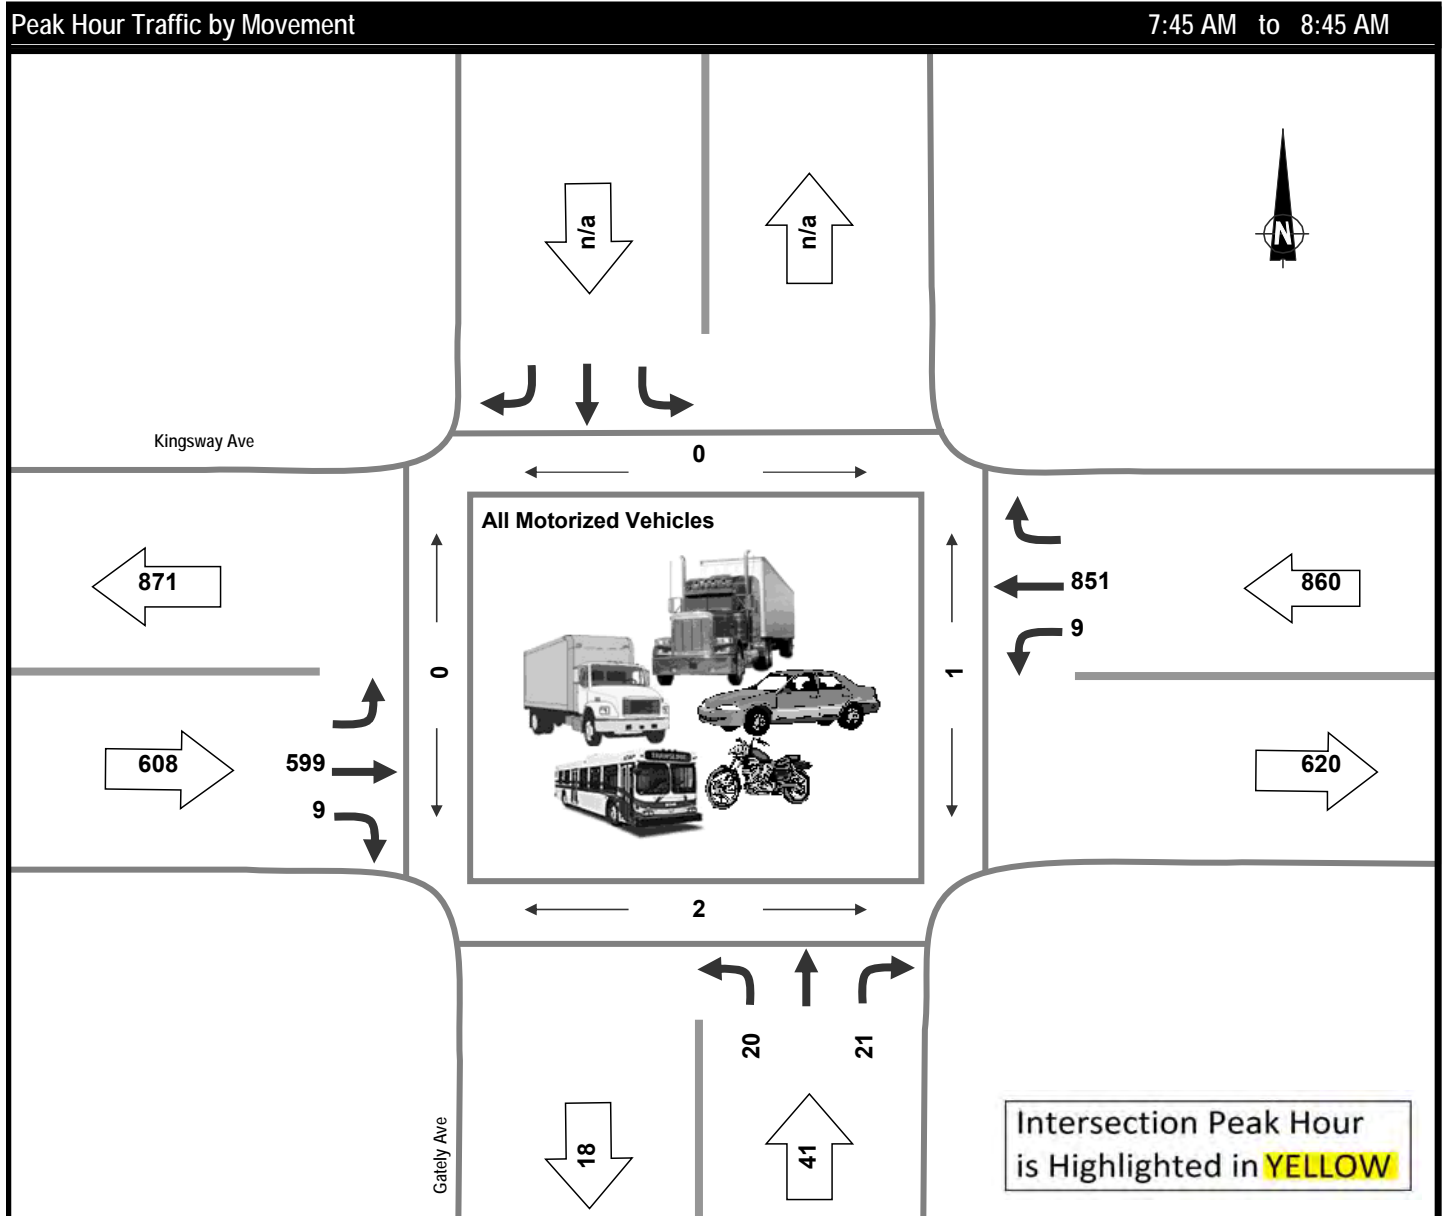 Peak Hour Traffic by Movement 7:45 AM to 8:45 AM
n/a
n/a
N
Kingsway Ave
0
All Motorized Vehicles
871
851
860
9
0
1
608
599
620
9
2
20
21
Gately Ave
18
41
Intersection Peak Hour
is Highlighted in YELLOW